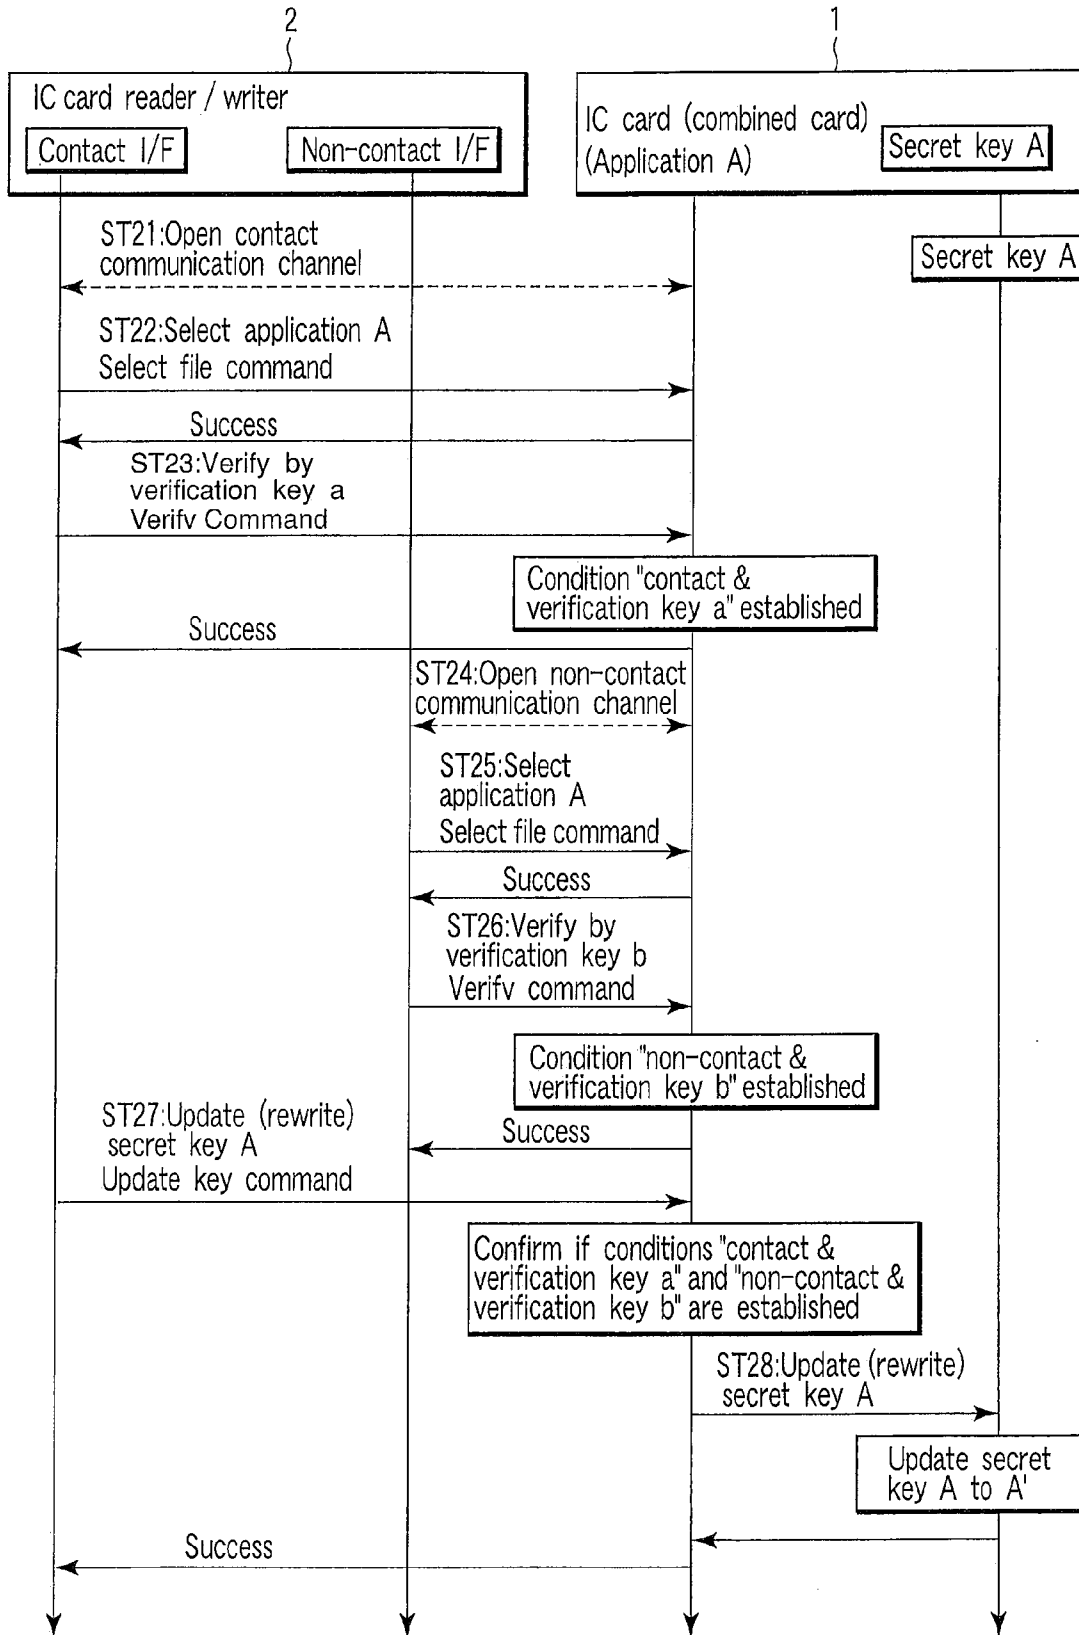 2
1
IC card reader / writer
Contact I/F
Non-contact I/F
IC card (combined card)
(Application A)
Secret key A
ST21:Open contact
communication channel
Secret key A
ST22:Select application A
Select file command
Success
ST23:Verify by
verification key a
Verifv Command
Condition "contact &
verification key a" established
Success
ST24:Open non-contact
communication channel
ST25:Select
application A
Select file command
Success
ST26:Verify by
verification key b
Verifv command
Condition "non-contact &
verification key b" established
ST27:Update (rewrite)
secret key A
Update key command
Success
Confirm if conditions "contact &
verification key a" and "non-contact &
verification key b" are established
ST28:Update (rewrite)
secret key A
Update secret
key A to A'
Success